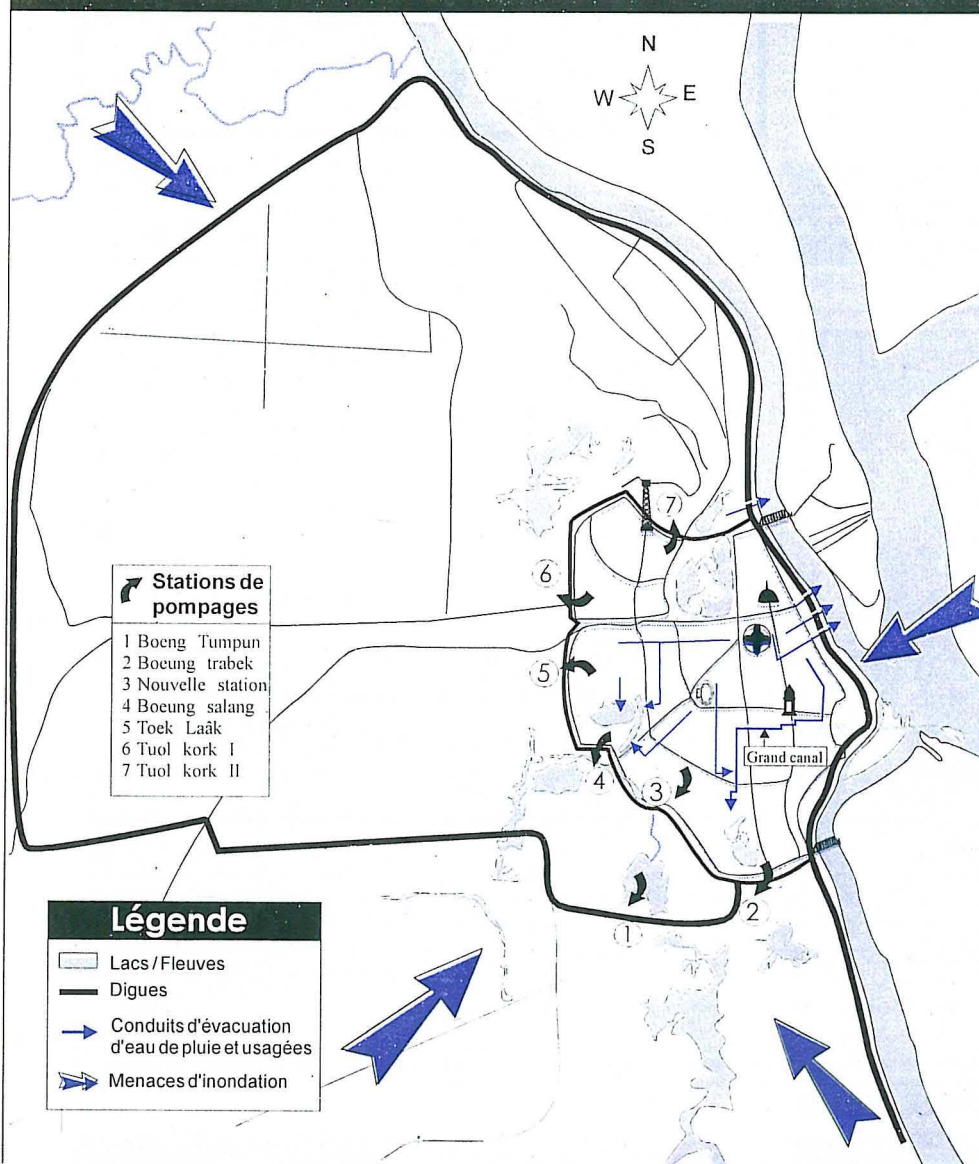 N
W E
S
7
6
5
4
3
2
1
Grand canal
Stations de
pompages
1 Boeng Tumpun
2 Boeung trabek
3 Nouvelle station
4 Boeung salang
5 Toek Laâk
6 Tuol kork I
7 Tuol kork II
Légende
Lacs/Fleuves
Digues
Conduits d'évacuation
d'eau de pluie et usagées
Menaces d'inondation